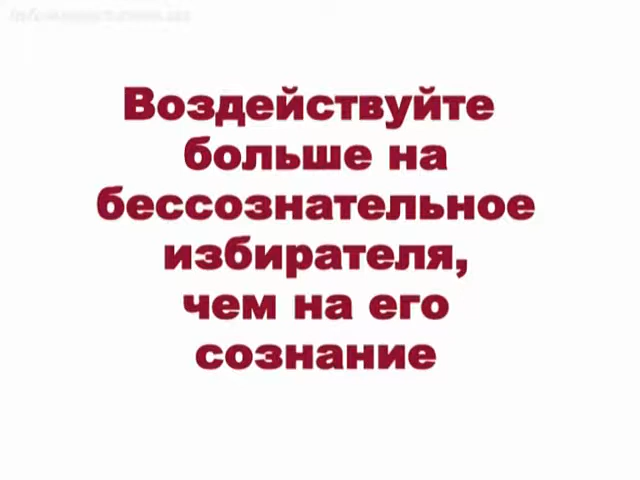 Воздействуйте
больше на
бессознательное
избирателя,
чем на его
сознание